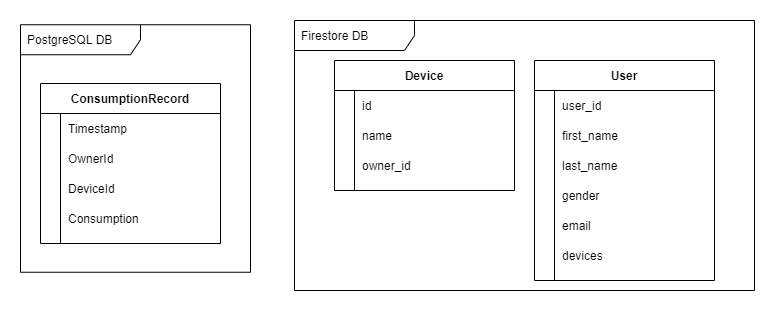 PostgreSQL DB
ConsumptionRecord
Timestamp
OwnerId
DeviceId
Consumption
Firestore DB
Device
id
name
owner_id
User
user_id
first_name
last_name
gender
email
devices